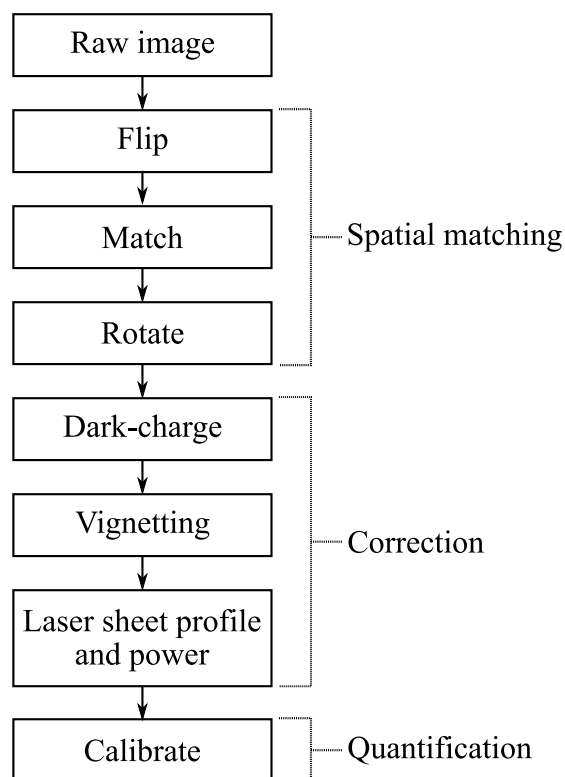 Raw image
Flip
Match
Spatial matching
Rotate
Dark-charge
Vignetting
Correction
Laser sheet profile
and power
Calibrate
Quantification